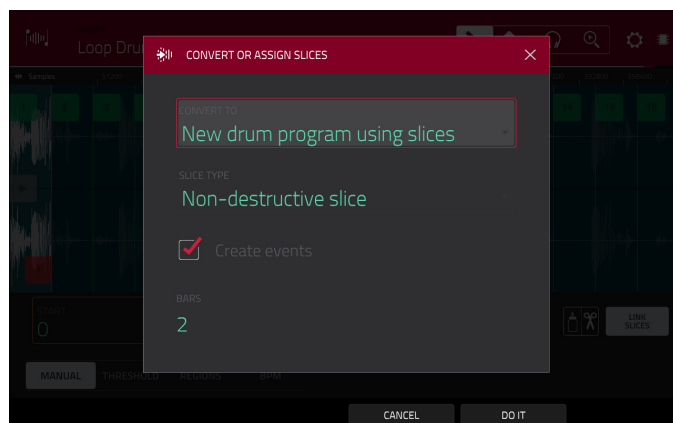 Loop Dru
CONVERT OR ASSIGN SLICES
Samples
CONVERT TO
New drum program using slices
SLICE TYPE
Non-destructive slice
Create events
BARS
2
START
0
LINK
SLICES
MANUAL THRESHOLD REGIONS BPM
CANCEL DO IT